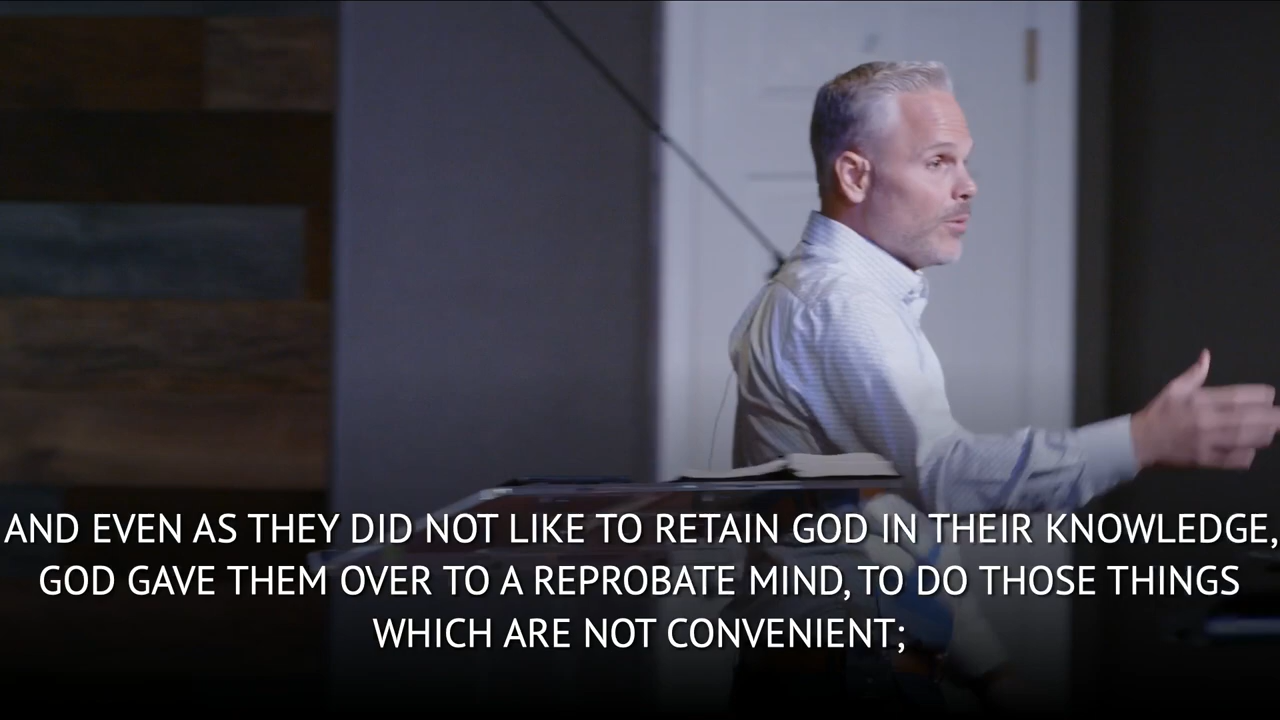 AND EVEN AS THEY DID NOT LIKE TO RETAIN GOD IN THEIR KNOWLEDGE,
GOD GAVE THEM OVER TO A REPROBATE MIND, TO DO THOSE THINGS
WHICH ARE NOT CONVENIENT;